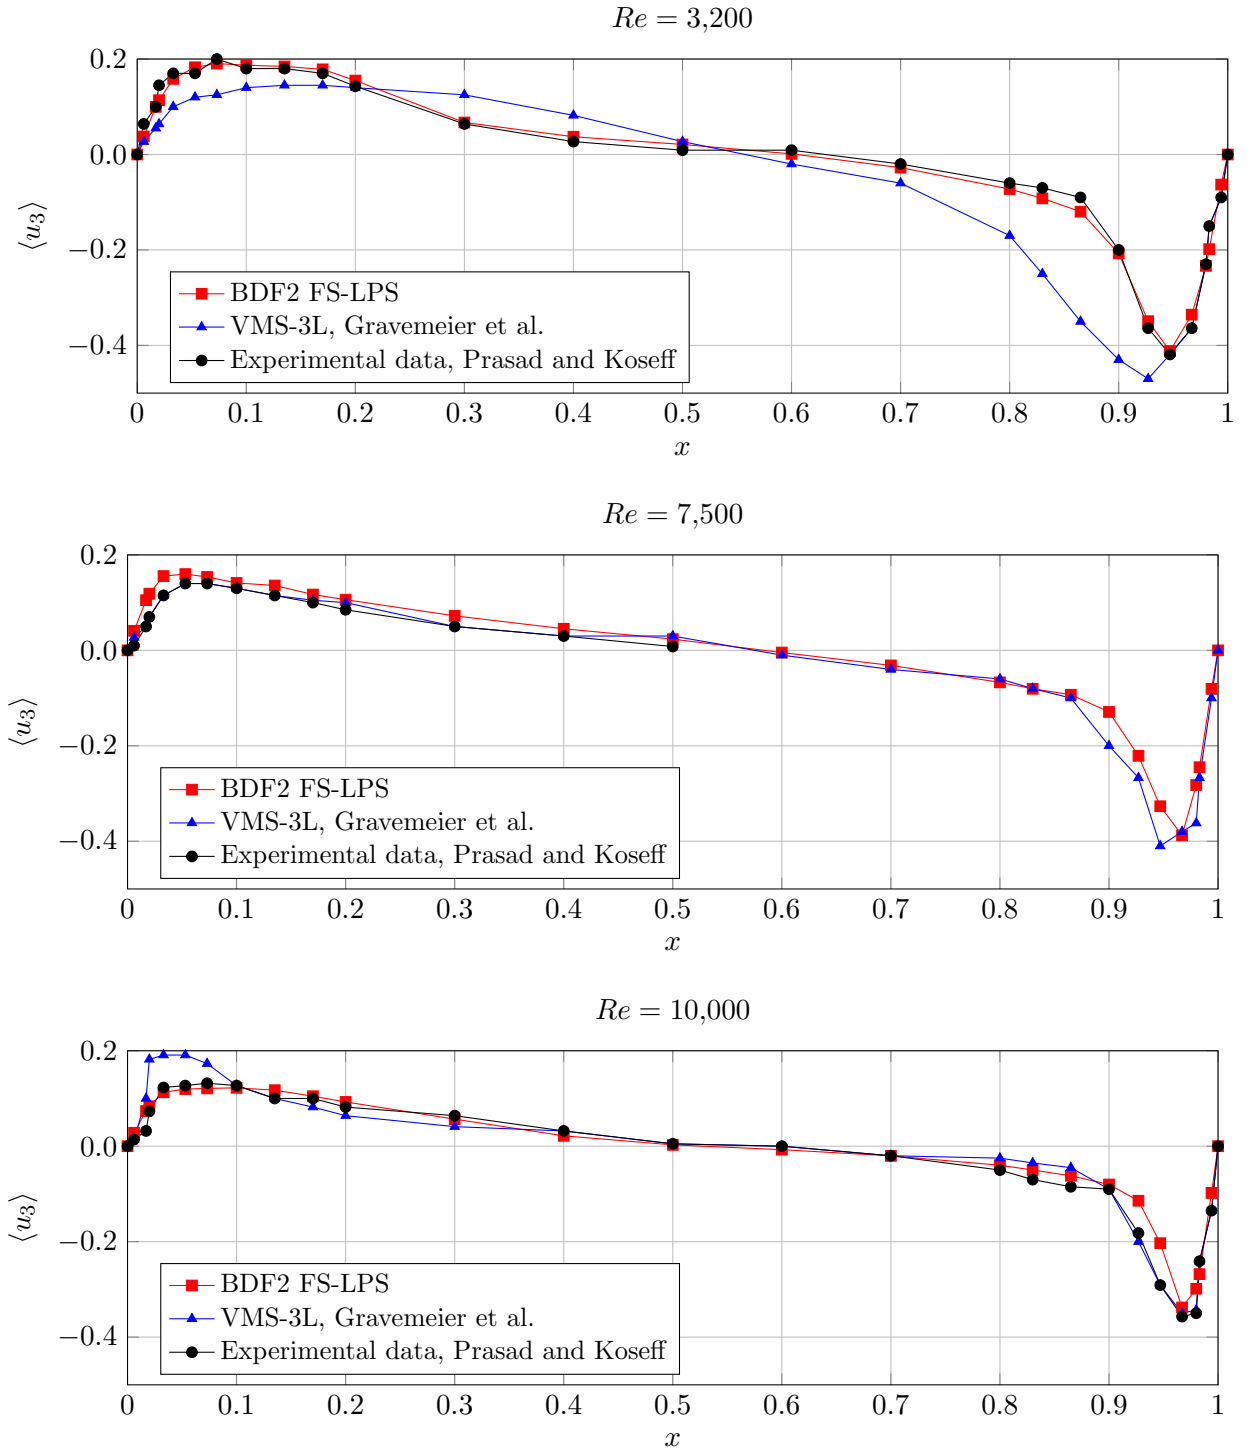 Re = 3,200
0.2
0.0
−0.2
−0.4
⟨u₃⟩
BDF2 FS-LPS
VMS-3L, Gravemeier et al.
Experimental data, Prasad and Koseff
0 0.1 0.2 0.3 0.4 0.5 0.6 0.7 0.8 0.9 1
x
Re = 7,500
0.2
0.0
−0.2
−0.4
⟨u₃⟩
BDF2 FS-LPS
VMS-3L, Gravemeier et al.
Experimental data, Prasad and Koseff
0 0.1 0.2 0.3 0.4 0.5 0.6 0.7 0.8 0.9 1
x
Re = 10,000
0.2
0.0
−0.2
−0.4
⟨u₃⟩
BDF2 FS-LPS
VMS-3L, Gravemeier et al.
Experimental data, Prasad and Koseff
0 0.1 0.2 0.3 0.4 0.5 0.6 0.7 0.8 0.9 1
x